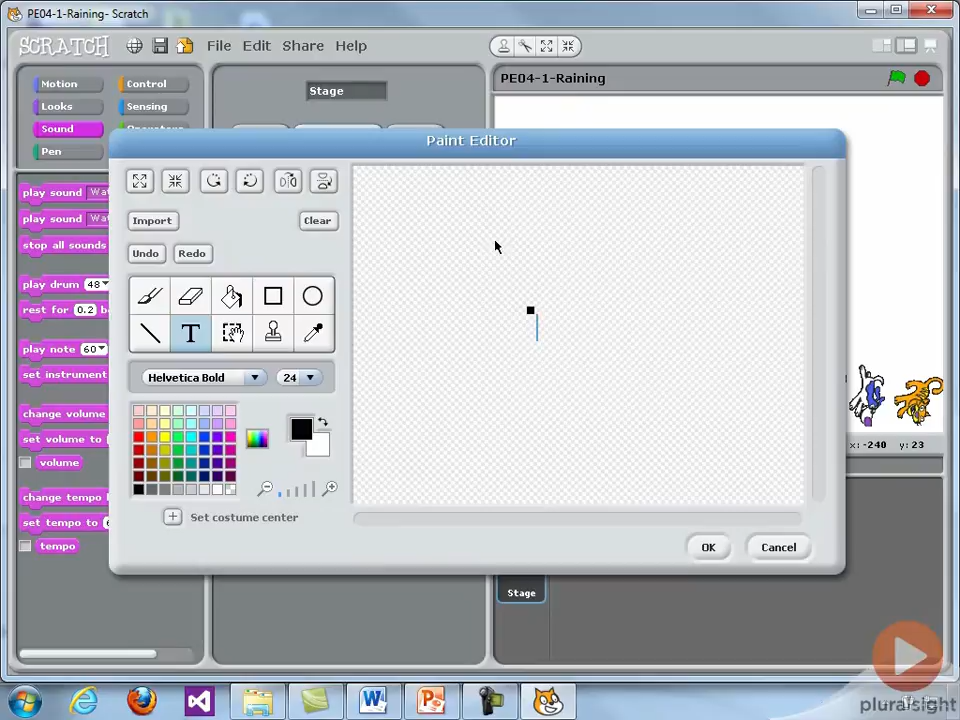 PE04-1-Raining- Scratch
SCRATCH File Edit Share Help
Motion Control
Looks Sensing
Sound
Pen
Stage
PE04-1-Raining
Paint Editor
play sound
play sound
stop all sounds
play drum 48
rest for 0.2
play note 60
set instrument
change volume
set volume to
volume
change tempo
set tempo to
tempo
Import Clear
Undo Redo
T
Helvetica Bold 24
Set costume center
OK Cancel
x: -240 y: 23
Stage
pluralsight